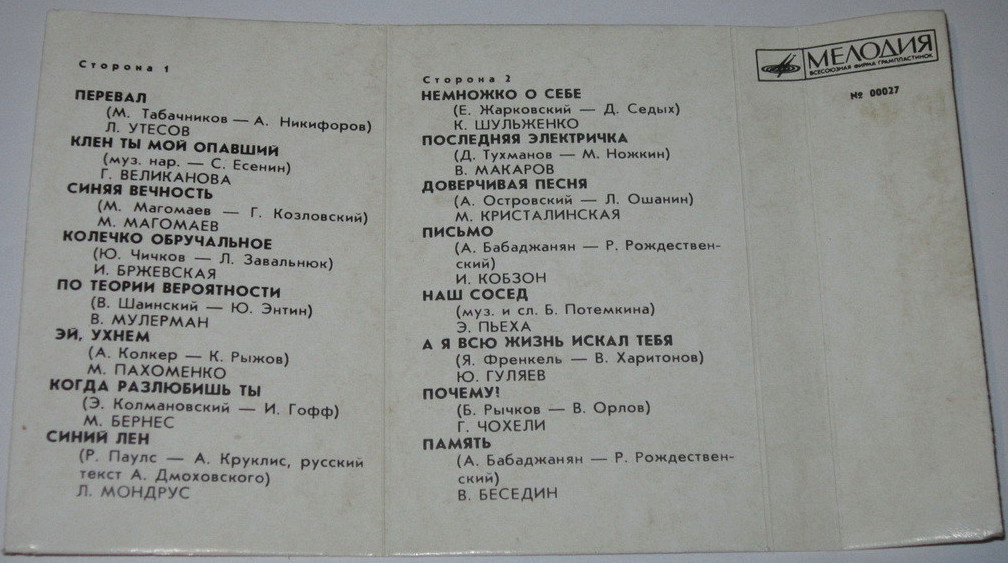 Сторона 1
ПЕРЕВАЛ
(М. Табачников — А. Никифоров)
Л. УТЕСОВ
КЛЕН ТЫ МОЙ ОПАВШИЙ
(муз. нар. — С. Есенин)
Г. ВЕЛИКАНОВА
СИНЯЯ ВЕЧНОСТЬ
(М. Магомаев — Г. Козловский)
М. МАГОМАЕВ
КОЛЕЧКО ОБРУЧАЛЬНОЕ
(Ю. Чичков — Л. Завальнюк)
И. БРЖЕВСКАЯ
ПО ТЕОРИИ ВЕРОЯТНОСТИ
(В. Шаинский — Ю. Энтин)
В. МУЛЕРМАН
ЭЙ, УХНЕМ
(А. Колкер — К. Рыжов)
М. ПАХОМЕНКО
КОГДА РАЗЛЮБИШЬ ТЫ
(Э. Колмановский — И. Гофф)
М. БЕРНЕС
СИНИЙ ЛЕН
(Р. Паулс — А. Круклис, русский
текст А. Дмоховского)
Л. МОНДРУС
Сторона 2
НЕМНОЖКО О СЕБЕ
(Е. Жарковский — Д. Седых)
К. ШУЛЬЖЕНКО
ПОСЛЕДНЯЯ ЭЛЕКТРИЧКА
(Д. Тухманов — М. Ножкин)
В. МАКАРОВ
ДОВЕРЧИВАЯ ПЕСНЯ
(А. Островский — Л. Ошанин)
М. КРИСТАЛИНСКАЯ
ПИСЬМО
(А. Бабаджанян — Р. Рождествен-
ский)
И. КОБЗОН
НАШ СОСЕД
(муз. и сл. Б. Потемкина)
Э. ПЬЕХА
А Я ВСЮ ЖИЗНЬ ИСКАЛ ТЕБЯ
(Я. Френкель — В. Харитонов)
Ю. ГУЛЯЕВ
ПОЧЕМУ!
(Б. Рычков — В. Орлов)
Г. ЧОХЕЛИ
ПАМЯТЬ
(А. Бабаджанян — Р. Рождествен-
ский)
В. БЕСЕДИН
МЕЛОДИЯ
ВСЕСОЮЗНАЯ ФИРМА ГРАМПЛАСТИНОК
№ 00027